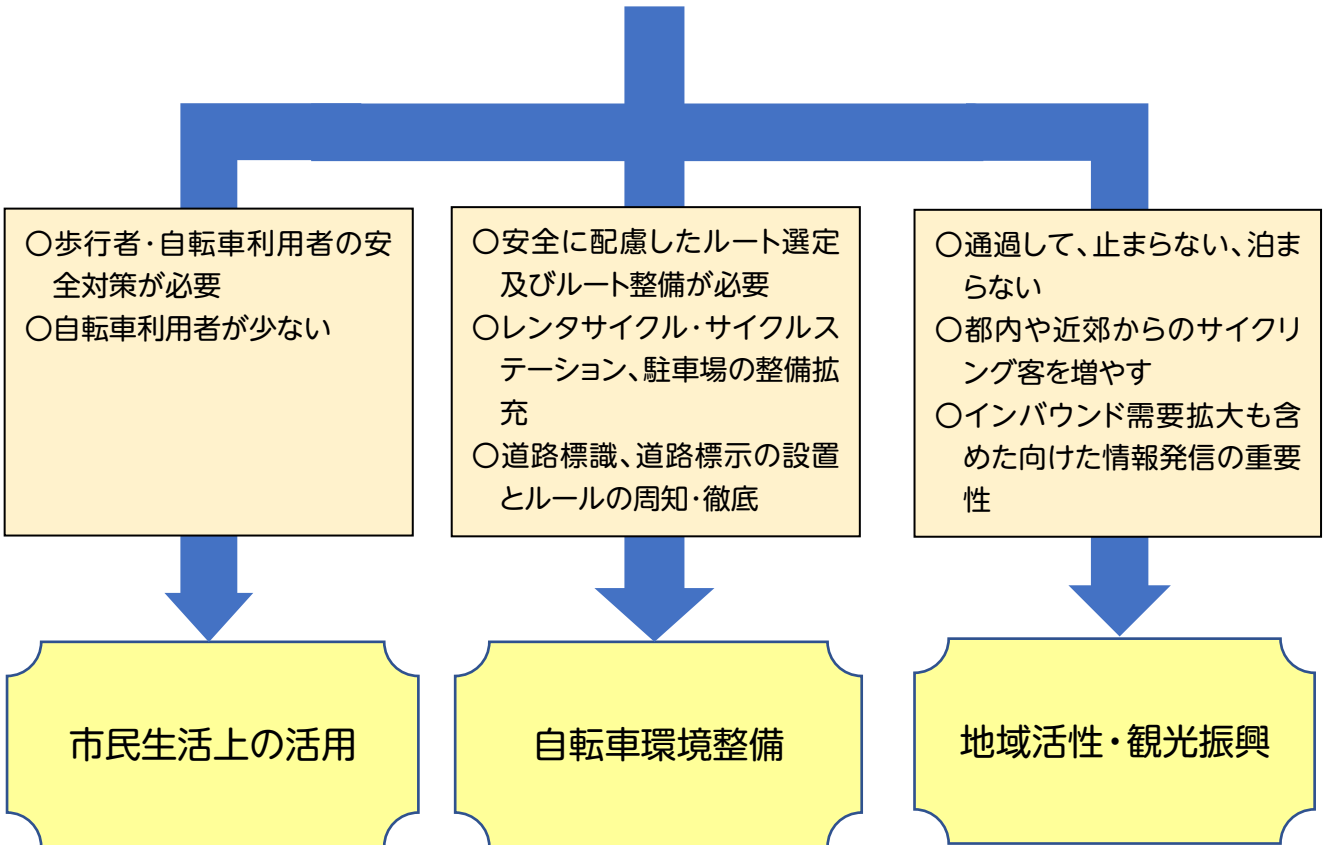 〇歩行者・自転車利用者の安
全対策が必要
〇自転車利用者が少ない
〇安全に配慮したルート選定
及びルート整備が必要
〇レンタサイクル・サイクルス
テーション、駐車場の整備拡
充
〇道路標識、道路標示の設置
とルールの周知・徹底
〇通過して、止まらない、泊ま
らない
〇都内や近郊からのサイクリ
ング客を増やす
〇インバウンド需要拡大も含
めた向けた情報発信の重要
性
市民生活上の活用
自転車環境整備
地域活性・観光振興